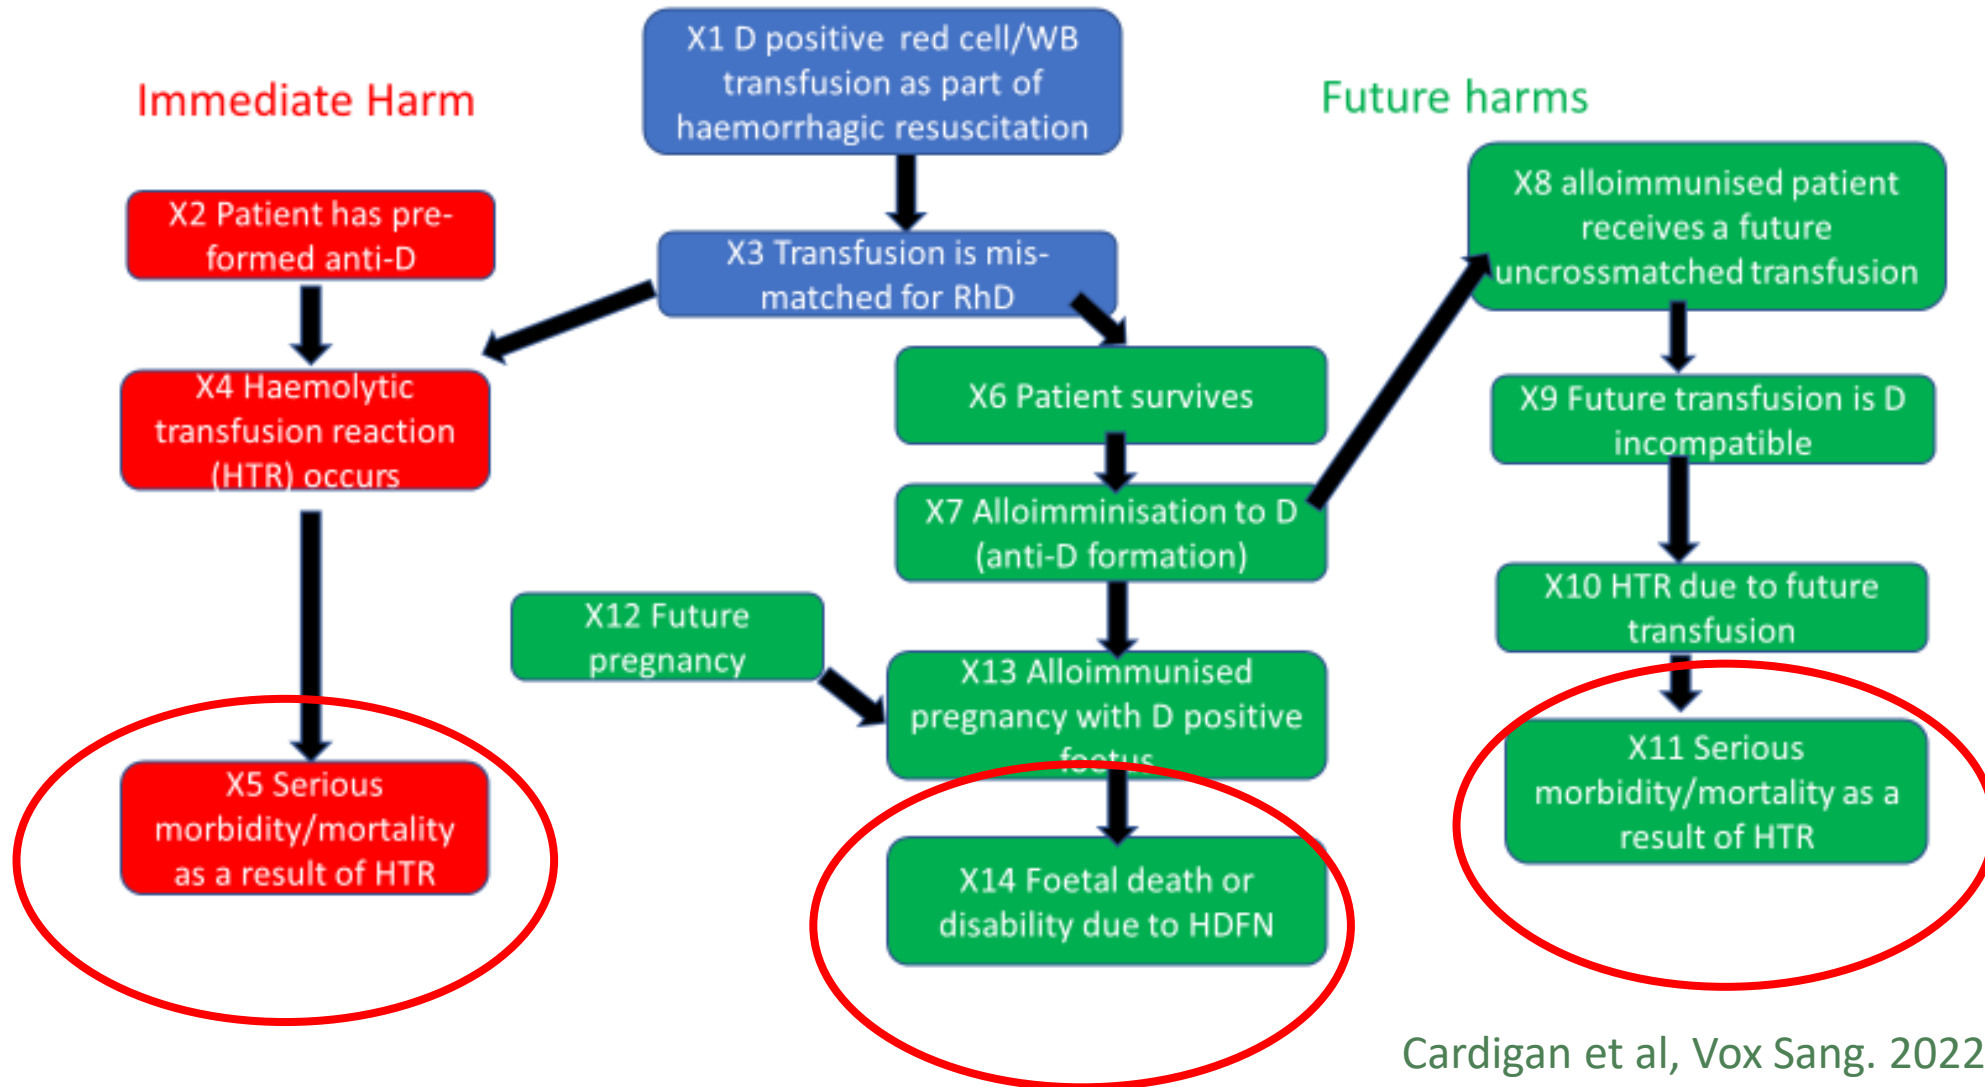 Immediate Harm
X1 D positive red cell/WB
transfusion as part of
haemorrhagic resuscitation
Future harms
X2 Patient has pre-
formed anti-D
X3 Transfusion is mis-
matched for RhD
X8 alloimmunised patient
receives a future
uncrossmatched transfusion
X4 Haemolytic
transfusion reaction
(HTR) occurs
X6 Patient survives
X9 Future transfusion is D
incompatible
X7 Alloimminisation to D
(anti-D formation)
X10 HTR due to future
transfusion
X12 Future
pregnancy
X13 Alloimmunised
pregnancy with D positive
foetus
X5 Serious
morbidity/mortality
as a result of HTR
X11 Serious
morbidity/mortality as a
result of HTR
X14 Foetal death or
disability due to HDFN
Cardigan et al, Vox Sang. 2022